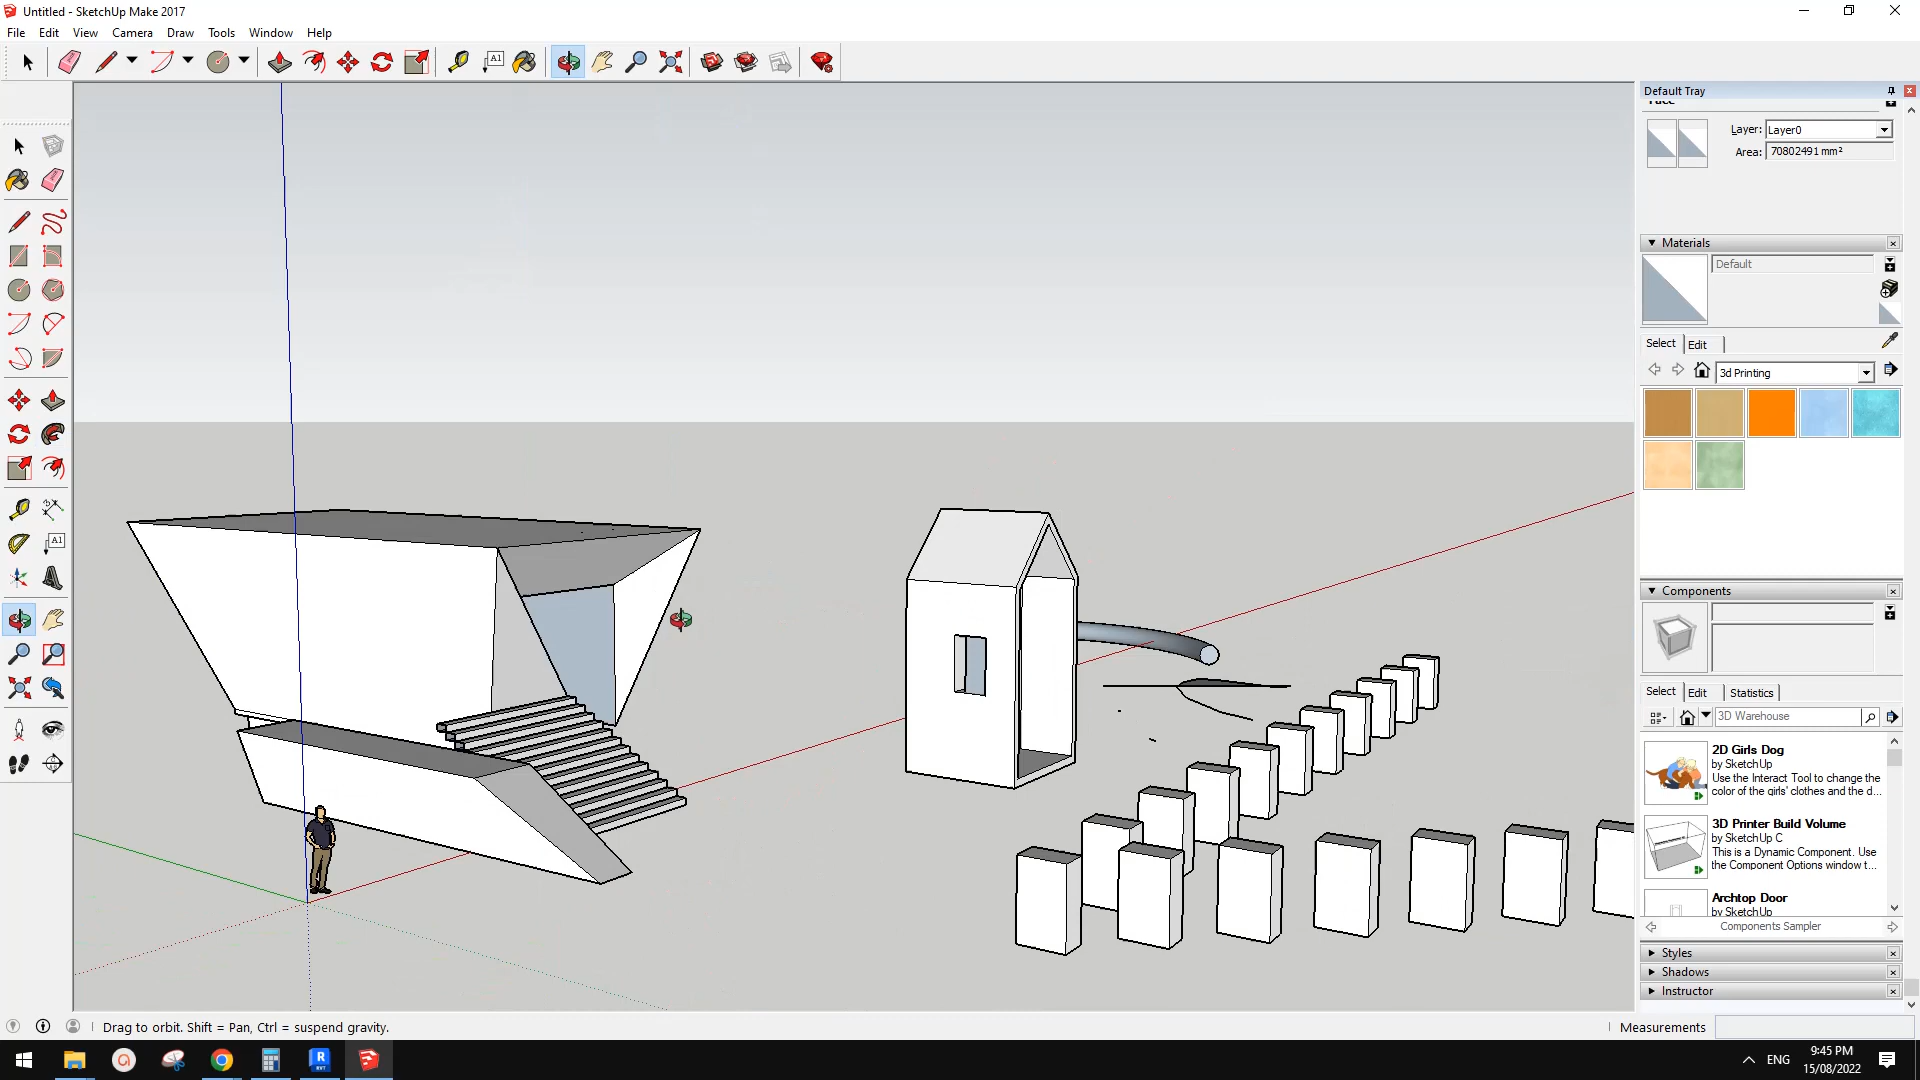 Untitled - SketchUp Make 2017
File Edit View Camera Draw Tools Window Help
A1
Default Tray
Layer: Layer0
Area: 70802491 mm²
Materials
Default
Select Edit
3d Printing
A1
Components
Select Edit Statistics
3D Warehouse
2D Girls Dog
by SketchUp
Use the Interact Tool to change the
color of the girls' clothes and the d...
3D Printer Build Volume
by SketchUp C
This is a Dynamic Component. Use
the Component Options window t...
Archtop Door
by SketchUp
Components Sampler
Styles
Shadows
Instructor
Drag to orbit. Shift = Pan, Ctrl = suspend gravity.
Measurements
R
RVT
ENG
9:45 PM
15/08/2022